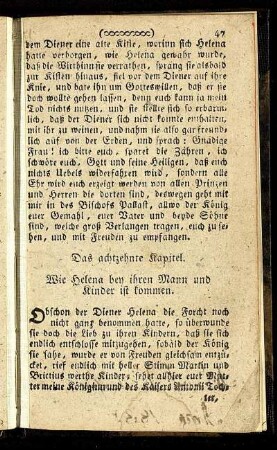 47
dem Diener eine alte Kiste, worinn sich Helena
hatte verborgen, wie Helena gewahr wurde,
daß die Wirthinn sie verrathen, sprang sie alsbald
zur Kisten hinaus, fiel vor dem Diener auf ihre
Knie, und bate ihn um Gotteswillen, daß er sie
doch wollte gehen lassen, denn euch kann ja mein
Tod nichts nutzen, und sie stellte sich so erbärm-
lich, daß der Diener sich nicht konnte enthalten,
mit ihr zu weinen, und nahm sie also gar freund-
lich auf von der Erden, und sprach: Gnädige
Frau! ich bitte euch, sparet die Zähren, ich
schwöre euch, Gott und seine Heiligen, daß euch
nichts Uebels widerfahren wird, sondern alle
Ehr wird euch erzeigt werden von allen Prinzen
und Herren die dorten sind, deswegen geht mit
mir in des Bischofs Pallast, allwo der König
euer Gemahl, euer Vater und beyde Söhne
sind, welche groß Verlangen tragen, euch zu se-
hen, und mit Freuden zu empfangen.
Das achtzehnte Kapitel.
Wie Helena bey ihren Mann und
Kinder ist kommen.
Obschon der Diener Helena die Forcht noch
nicht ganz benommen hatte, so überwunde
sie doch die Lieb zu ihren Kindern, daß sie sich
endlich entschlosse mitzugehen, sobald der König
sie sahe, wurde er von Freuden gleichsam entzü-
cket, rief endlich mit heller Stimm Martin und
Brictius werthe Kinder, sehet allhier euer Mut-
ter meine Königinn und des Kaisers Antonii Toch-
ter,